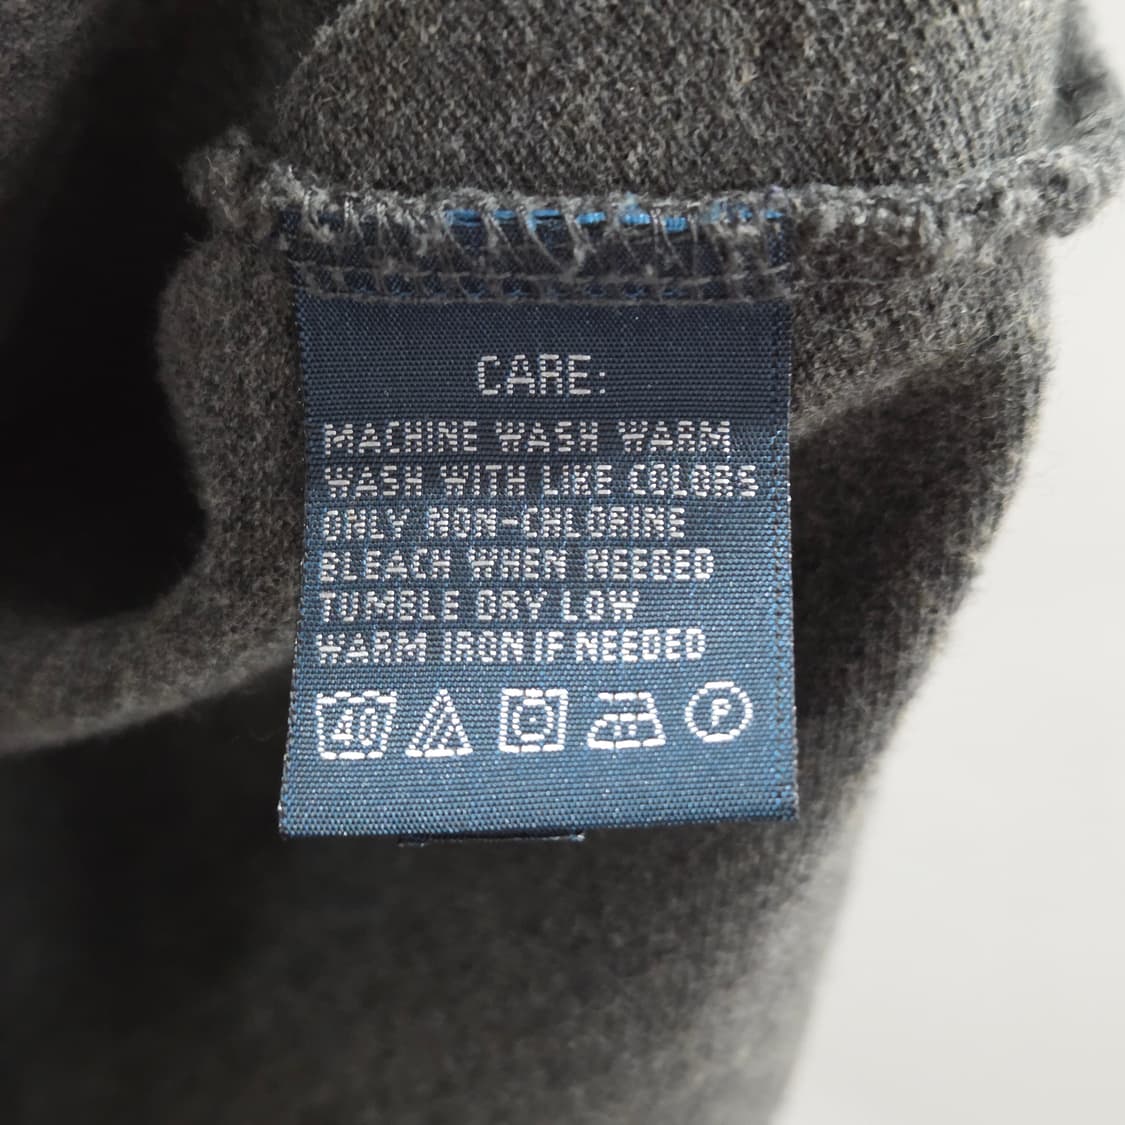 CARE:
MACHINE WASH WARM
WASH WITH LIKE COLORS
ONLY NON-CHLORINE
BLEACH WHEN NEEDED
TUMBLE DRY LOW
WARM IRON IF NEEDED
40 P